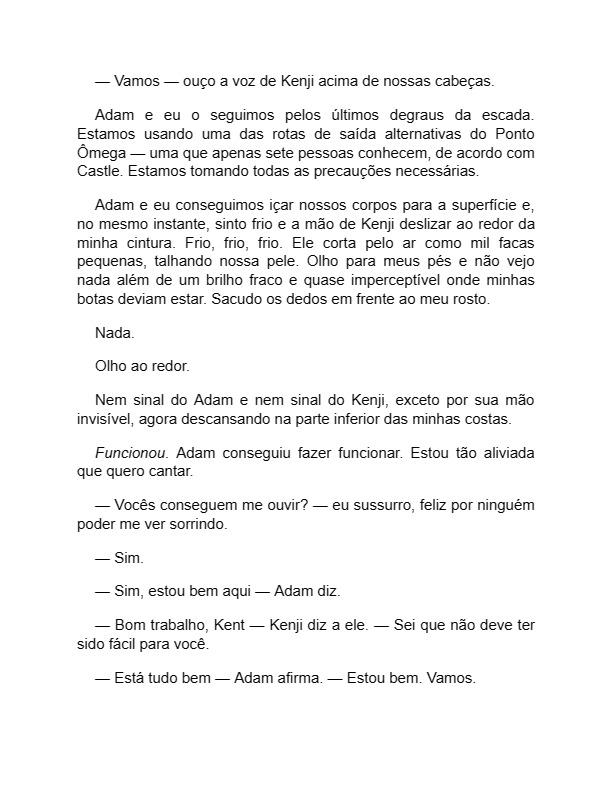 — Vamos — ouço a voz de Kenji acima de nossas cabeças.
Adam e eu o seguimos pelos últimos degraus da escada.
Estamos usando uma das rotas de saída alternativas do Ponto
Ômega — uma que apenas sete pessoas conhecem, de acordo com
Castle. Estamos tomando todas as precauções necessárias.
Adam e eu conseguimos içar nossos corpos para a superfície e,
no mesmo instante, sinto frio e a mão de Kenji deslizar ao redor da
minha cintura. Frio, frio, frio. Ele corta pelo ar como mil facas
pequenas, talhando nossa pele. Olho para meus pés e não vejo
nada além de um brilho fraco e quase imperceptível onde minhas
botas deviam estar. Sacudo os dedos em frente ao meu rosto.
Nada.
Olho ao redor.
Nem sinal do Adam e nem sinal do Kenji, exceto por sua mão
invisível, agora descansando na parte inferior das minhas costas.
Funcionou. Adam conseguiu fazer funcionar. Estou tão aliviada
que quero cantar.
— Vocês conseguem me ouvir? — eu sussurro, feliz por ninguém
poder me ver sorrindo.
— Sim.
— Sim, estou bem aqui — Adam diz.
— Bom trabalho, Kent — Kenji diz a ele. — Sei que não deve ter
sido fácil para você.
— Está tudo bem — Adam afirma. — Estou bem. Vamos.